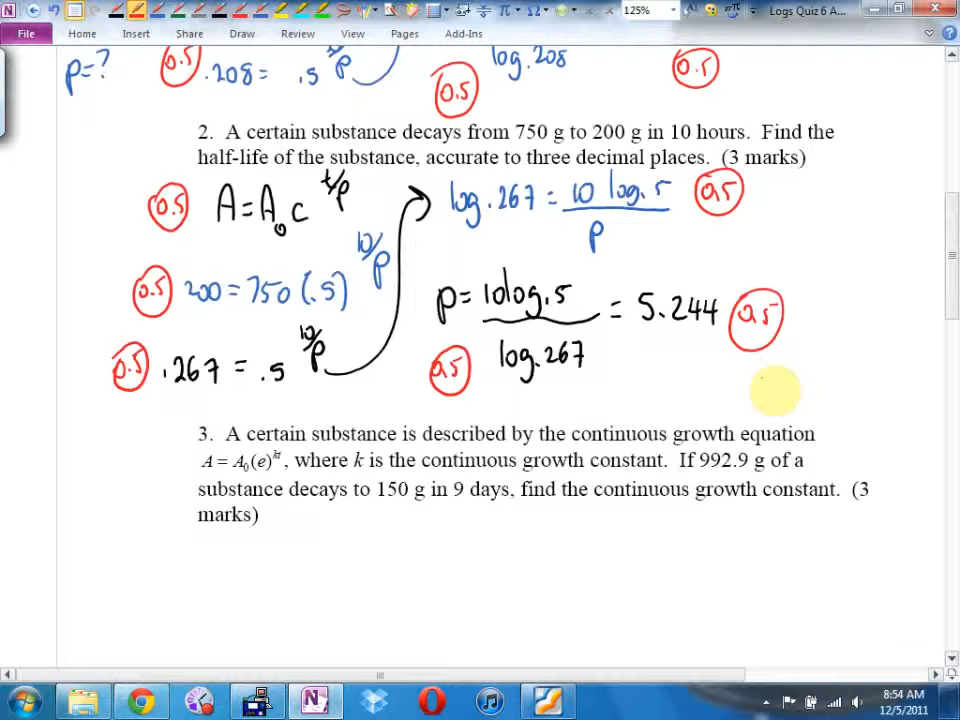 125%
Logs Quiz 6 A...
File Home Insert Share Draw Review View Pages Add-Ins
p=?
0.5 .208 = .5
p
log.208
0.5
0.5
2. A certain substance decays from 750 g to 200 g in 10 hours. Find the
half-life of the substance, accurate to three decimal places. (3 marks)
0.5 A=A₀c^t/p
log.267 = 10 log.5 / p 0.5
0.5 200=750(.5)^10/p
p= 10log.5 / log.267 = 5.244 0.5
0.5 .267 = .5^10/p
0.5
3. A certain substance is described by the continuous growth equation
A = A₀(e)^kt, where k is the continuous growth constant. If 992.9 g of a
substance decays to 150 g in 9 days, find the continuous growth constant. (3
marks)
8:54 AM
12/5/2011